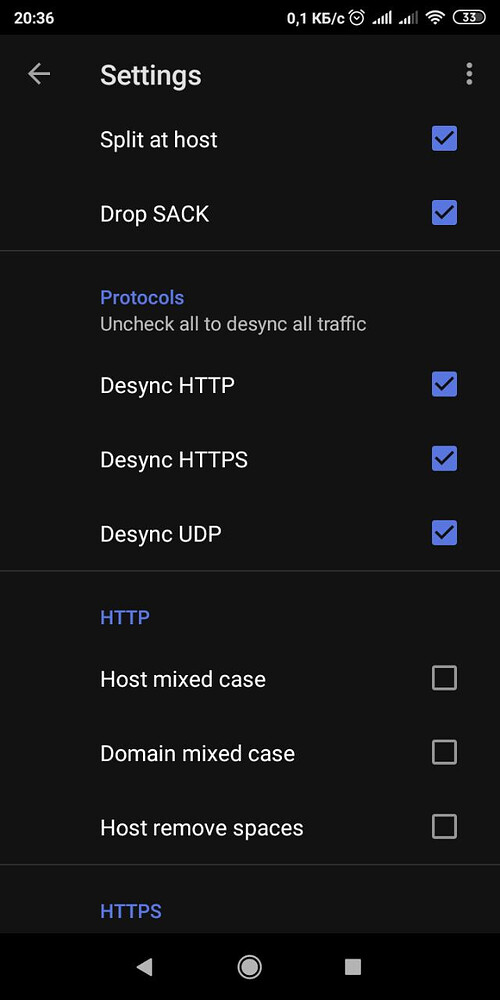 20:36 0,1 КБ/с 33
Settings
Split at host
Drop SACK
Protocols
Uncheck all to desync all traffic
Desync HTTP
Desync HTTPS
Desync UDP
HTTP
Host mixed case
Domain mixed case
Host remove spaces
HTTPS